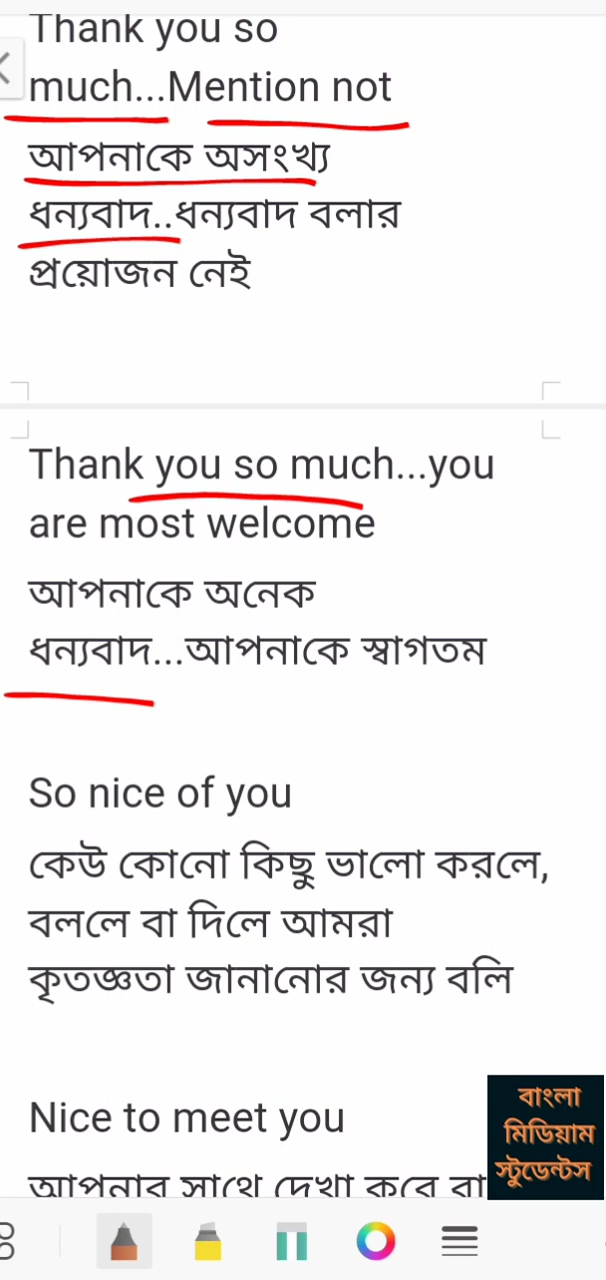 Thank you so
much...Mention not
আপনাকে অসংখ্য
ধন্যবাদ..ধন্যবাদ বলার
প্রয়োজন নেই
Thank you so much...you
are most welcome
আপনাকে অনেক
ধন্যবাদ...আপনাকে স্বাগতম
So nice of you
কেউ কোনো কিছু ভালো করলে,
বললে বা দিলে আমরা
কৃতজ্ঞতা জানানোর জন্য বলি
Nice to meet you
আপনার সাথে দেখা করে বা
বাংলা
মিডিয়াম
স্টুডেন্টস